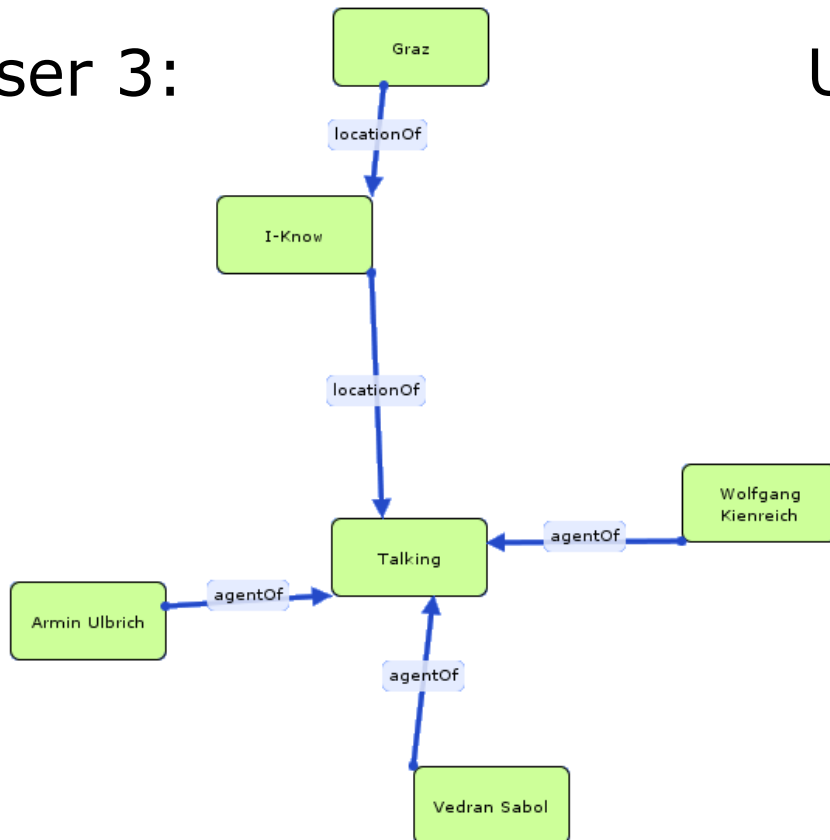 ser 3:
U
Graz
locationOf
I-Know
locationOf
Wolfgang
Kienreich
agentOf
Talking
agentOf
Armin Ulbrich
agentOf
Vedran Sabol